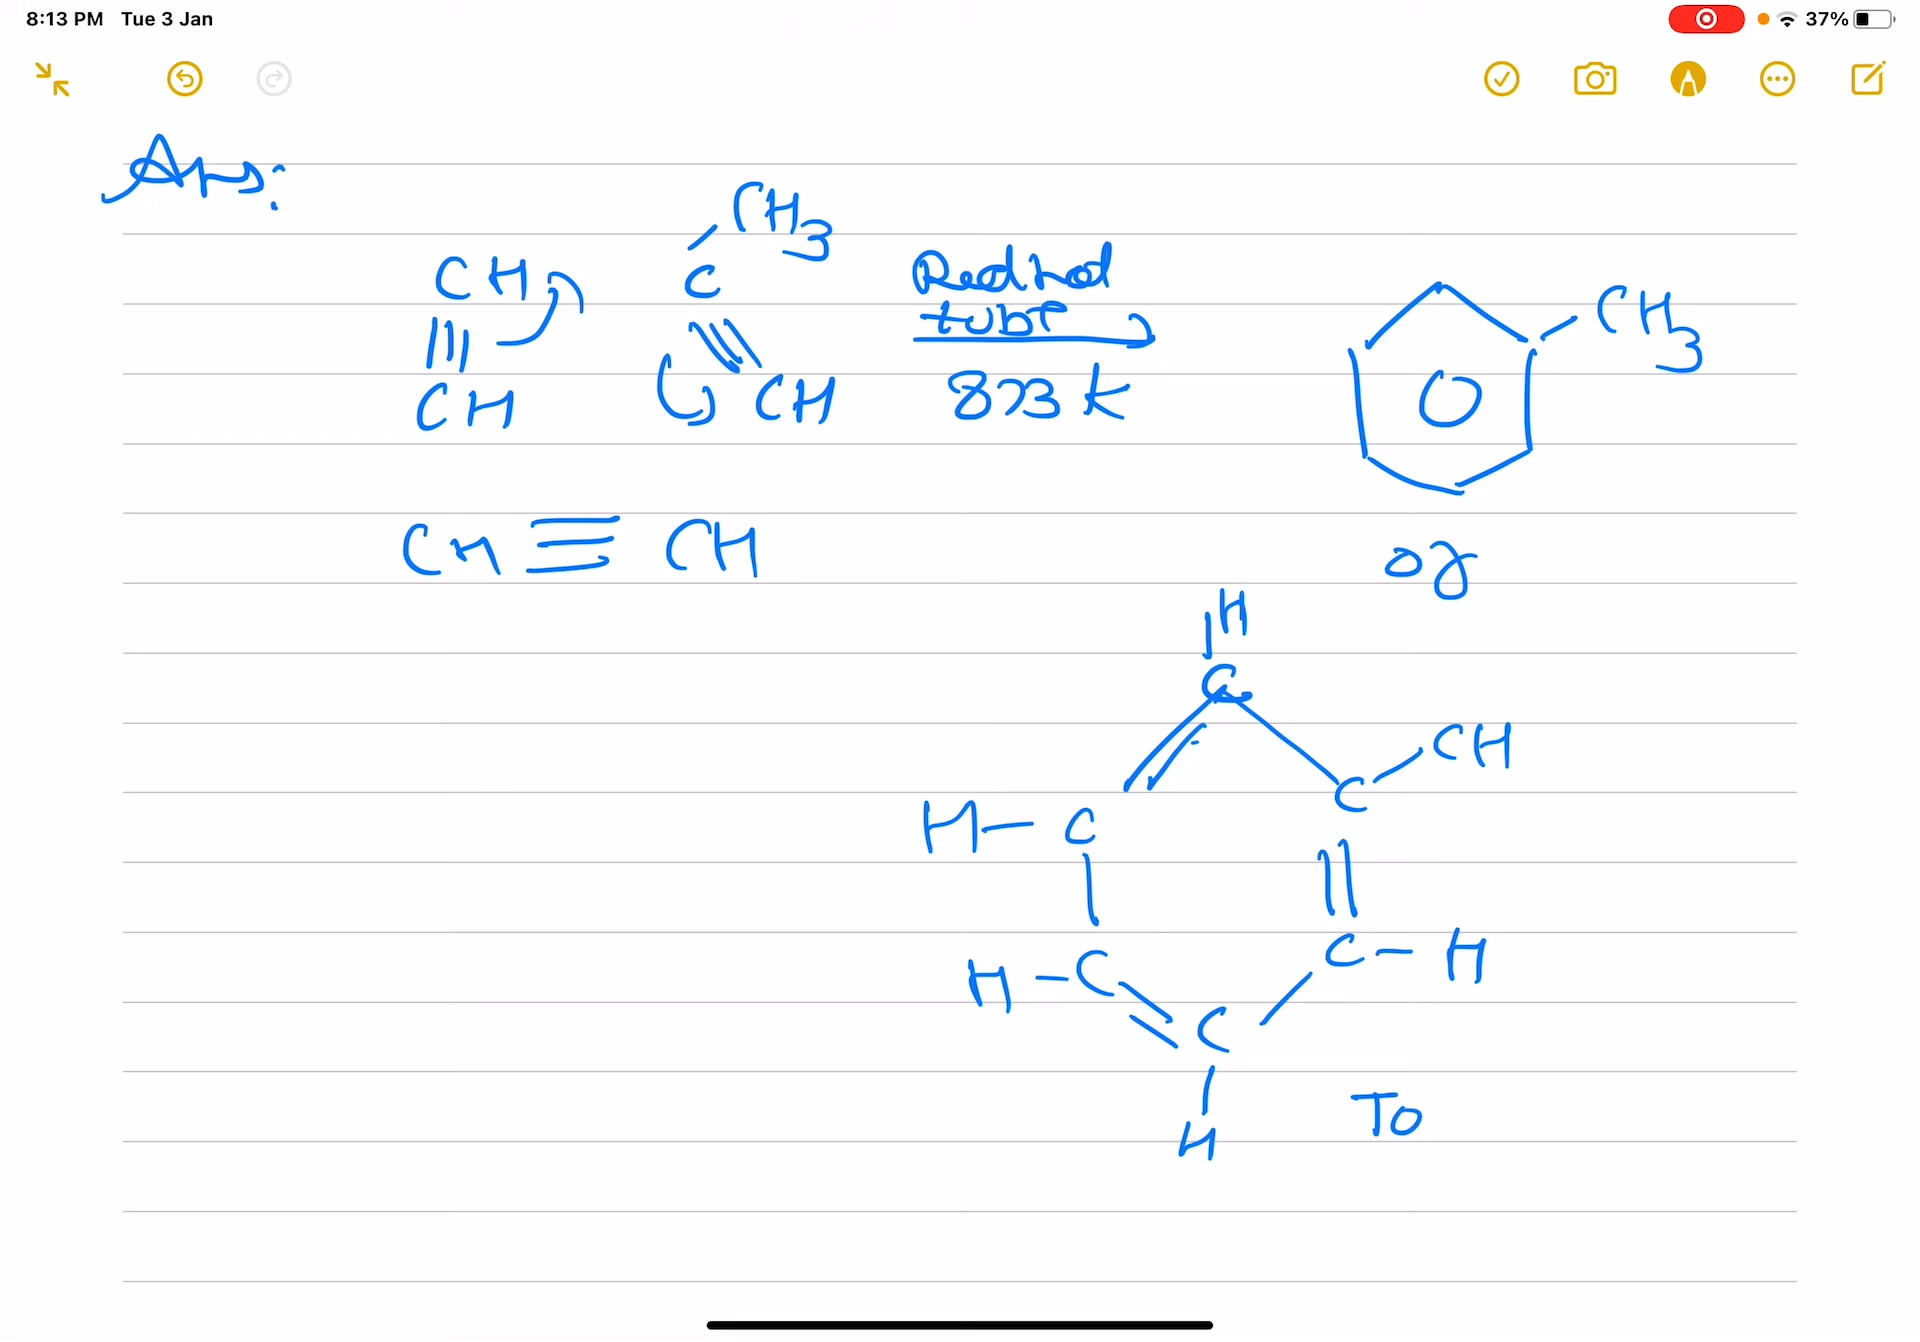 8:13 PM Tue 3 Jan
37%
Ans:
CH3
CH C Red hot
||| tube
CH CH 873 K
CH3
CH ≡ CH
or
H
C
CH
C
H— C
C— H
H —C
C
H
To